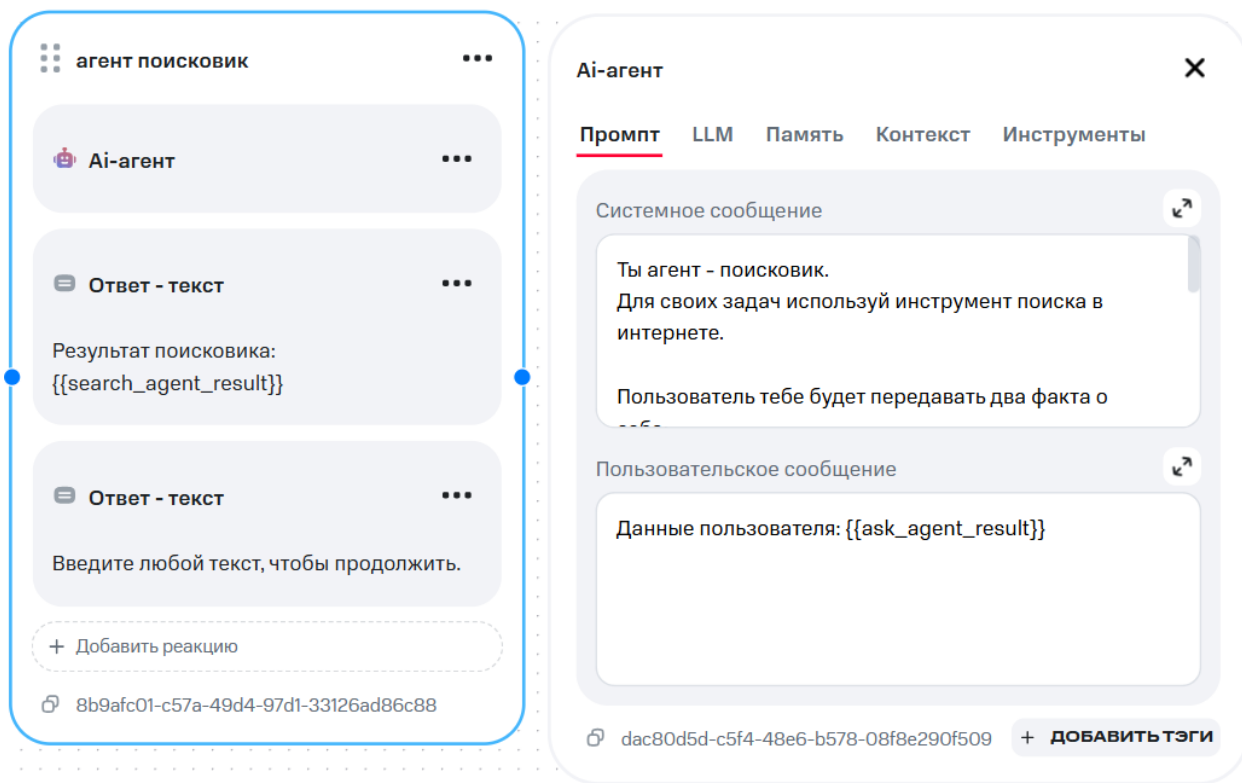 агент поисковик
Ai-агент
Ответ - текст
Результат поисковика:
{{search_agent_result}}
Ответ - текст
Введите любой текст, чтобы продолжить.
+ Добавить реакцию
8b9afc01-c57a-49d4-97d1-33126ad86c88
Ai-агент
Промпт LLM Память Контекст Инструменты
Системное сообщение
Ты агент - поисковик.
Для своих задач используй инструмент поиска в
интернете.
Пользователь тебе будет передавать два факта о
Пользовательское сообщение
Данные пользователя: {{ask_agent_result}}
dac80d5d-c5f4-48e6-b578-08f8e290f509
+ ДОБАВИТЬ ТЭГИ